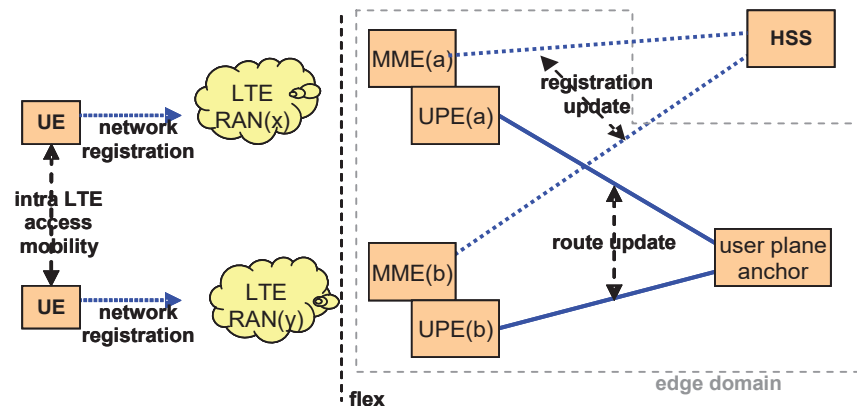 MME(a)
HSS
UPE(a)
registration
update
LTE
RAN(x)
UE
network
registration
intra LTE
access
mobility
route update
user plane
anchor
MME(b)
UPE(b)
LTE
RAN(y)
UE
network
registration
edge domain
flex